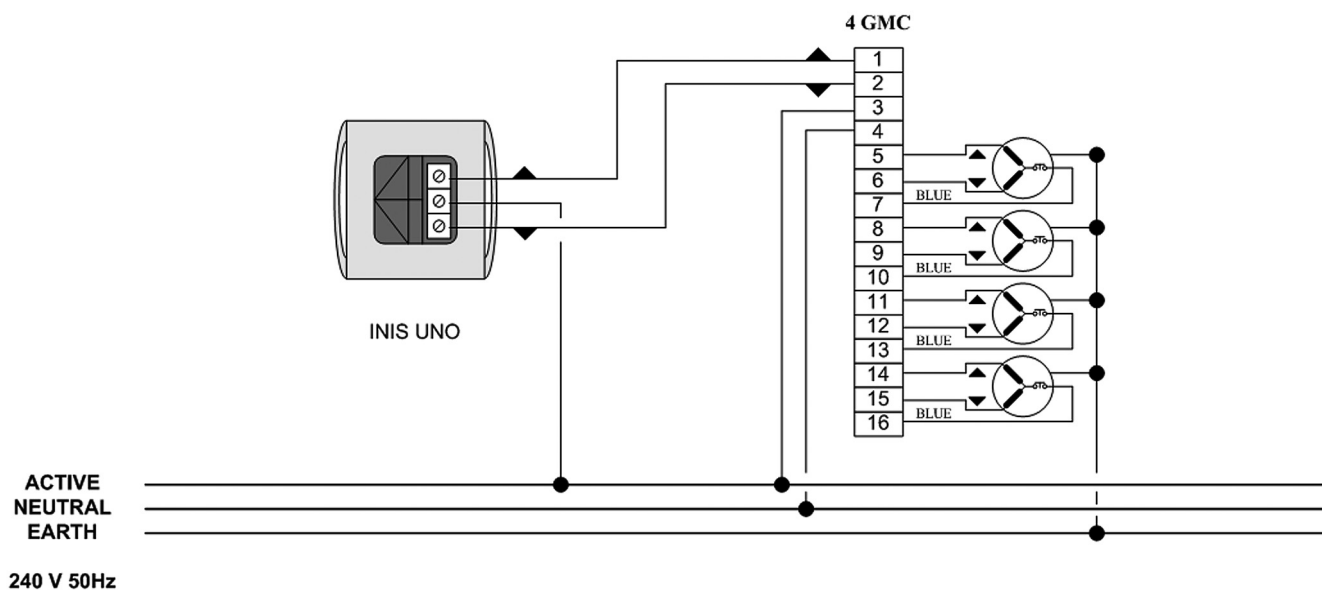 4 GMC
1
2
3
4
5
6
BLUE
7
8
9
BLUE
10
11
12
BLUE
13
14
15
BLUE
16
INIS UNO
ACTIVE
NEUTRAL
EARTH
240 V 50Hz